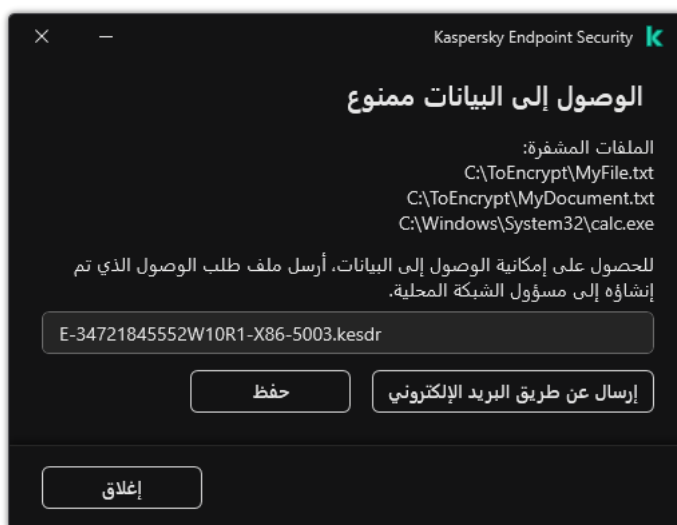 Kaspersky Endpoint Security
الوصول إلى البيانات ممنوع
الملفات المشفرة:
C:\ToEncrypt\MyFile.txt
C:\ToEncrypt\MyDocument.txt
C:\Windows\System32\calc.exe
للحصول على إمكانية الوصول إلى البيانات، أرسل ملف طلب الوصول الذي تم
إنشاؤه إلى مسؤول الشبكة المحلية.
E-34721845552W10R1-X86-5003.kesdr
إرسال عن طريق البريد الإلكتروني
حفظ
إغلاق